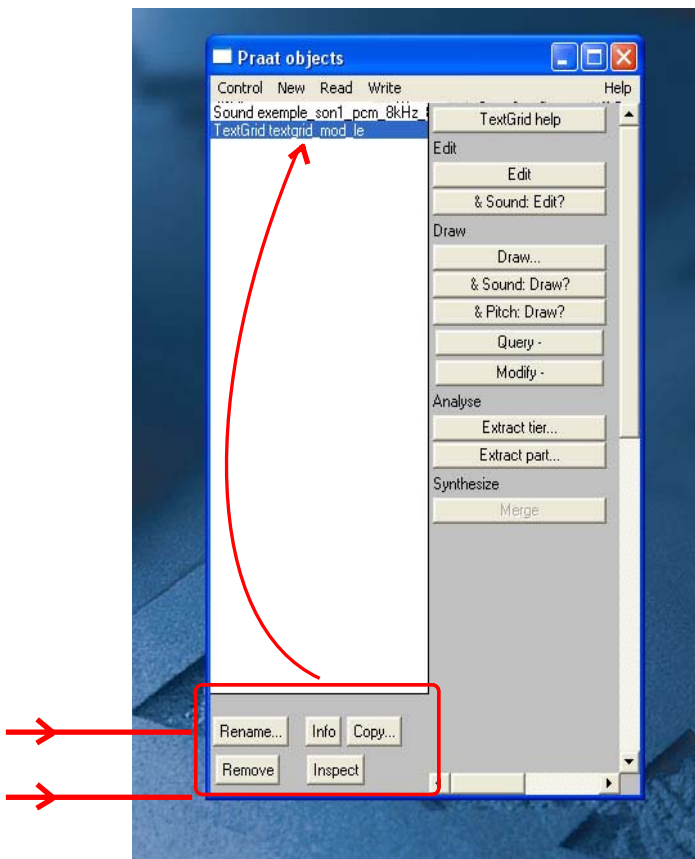 Praat objects
Control New Read Write Help
Sound exemple_son1_pcm_8kHz_
TextGrid textgrid_mod_le
TextGrid help
Edit
Edit
& Sound: Edit?
Draw
Draw...
& Sound: Draw?
& Pitch: Draw?
Query -
Modify -
Analyse
Extract tier...
Extract part...
Synthesize
Merge
Rename... Info Copy...
Remove Inspect